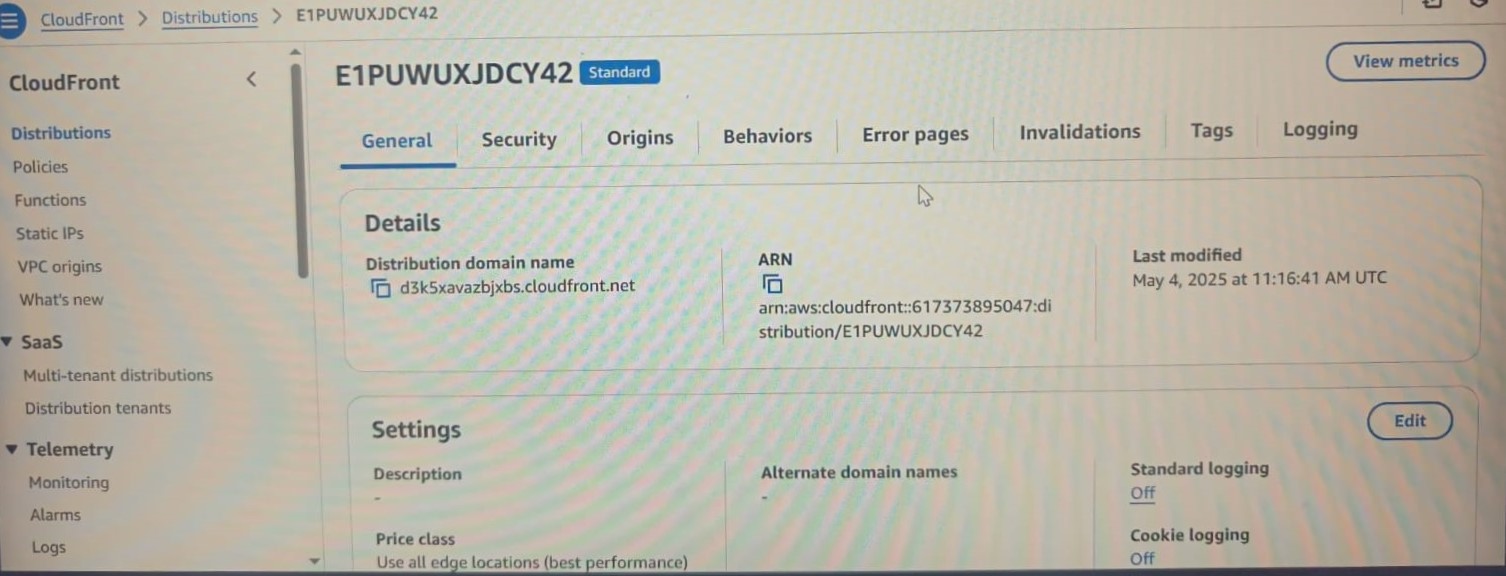 CloudFront > Distributions > E1PUWUXJDCY42
CloudFront
Distributions
Policies
Functions
Static IPs
VPC origins
What's new
SaaS
Multi-tenant distributions
Distribution tenants
Telemetry
Monitoring
Alarms
Logs
E1PUWUXJDCY42 Standard
View metrics
General Security Origins Behaviors Error pages Invalidations Tags Logging
Details
Distribution domain name
d3k5xavazbjxbs.cloudfront.net
ARN
arn:aws:cloudfront::617373895047:di
stribution/E1PUWUXJDCY42
Last modified
May 4, 2025 at 11:16:41 AM UTC
Settings
Edit
Description
-
Price class
Use all edge locations (best performance)
Alternate domain names
-
Standard logging
Off
Cookie logging
Off